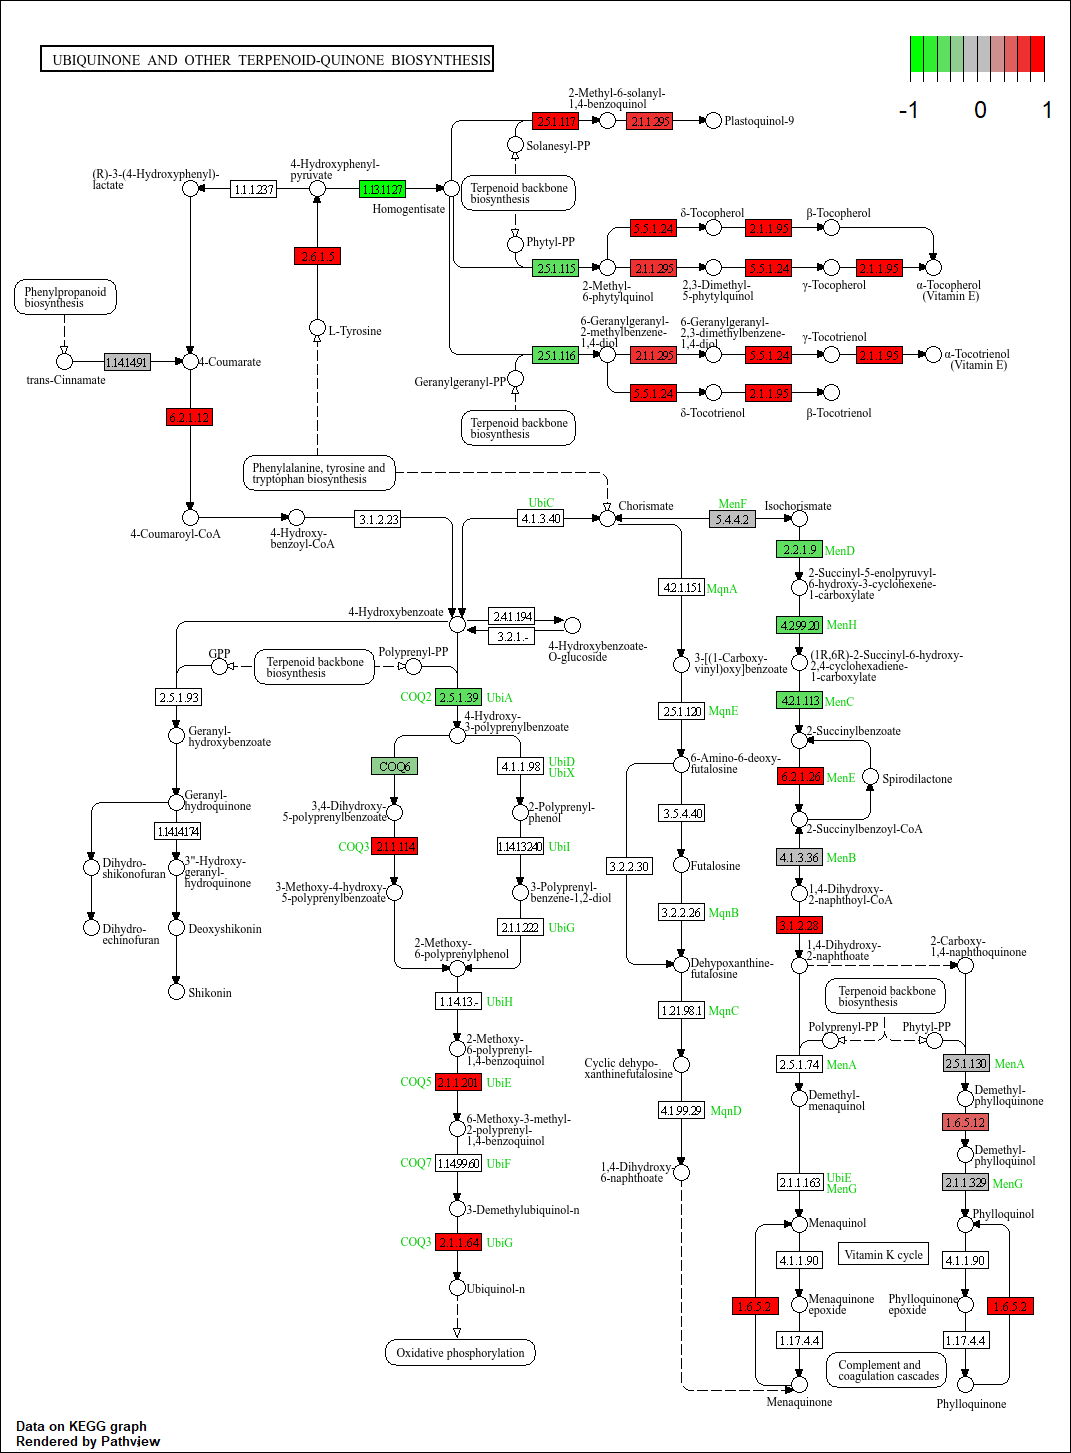 UBIQUINONE AND OTHER TERPENOID-QUINONE BIOSYNTHESIS
-1
0
1
2-Methyl-6-solanyl-
1,4-benzoquinol
2.5.1.117
2.1.1.295
Plastoquinol-9
Solanesyl-PP
(R)-3-(4-Hydroxyphenyl)-
lactate
1.1.1.237
4-Hydroxyphenyl-
pyruvate
1.13.11.27
Homogentisate
Terpenoid backbone
biosynthesis
Phytyl-PP
2.6.1.5
δ-Tocopherol
β-Tocopherol
5.5.1.24
2.1.1.95
2.5.1.115
2.1.1.295
5.5.1.24
2.1.1.95
2-Methyl-
6-phytylquinol
2,3-Dimethyl-
5-phytylquinol
γ-Tocopherol
α-Tocopherol
(Vitamin E)
Phenylpropanoid
biosynthesis
L-Tyrosine
6-Geranylgeranyl-
2-methylbenzene-
1,4-diol
6-Geranylgeranyl-
2,3-dimethylbenzene-
1,4-diol
γ-Tocotrienol
2.5.1.116
2.1.1.295
5.5.1.24
2.1.1.95
α-Tocotrienol
(Vitamin E)
1.14.14.91
4-Coumarate
trans-Cinnamate
Geranylgeranyl-PP
5.5.1.24
2.1.1.95
δ-Tocotrienol
β-Tocotrienol
6.2.1.12
Terpenoid backbone
biosynthesis
Phenylalanine, tyrosine and
tryptophan biosynthesis
UbiC
Chorismate
MenF
Isochorismate
4-Coumaroyl-CoA
4-Hydroxy-
benzoyl-CoA
3.1.2.23
4.1.3.40
5.4.4.2
2.2.1.9
MenD
4.2.1.151
MqnA
2-Succinyl-5-enolpyruvyl-
6-hydroxy-3-cyclohexene-
1-carboxylate
4-Hydroxybenzoate
2.4.1.194
3.2.1.-
4-Hydroxybenzoate-
O-glucoside
4.2.99.20
MenH
GPP
Terpenoid backbone
biosynthesis
Polyprenyl-PP
3-[(1-Carboxy-
vinyl)oxy]benzoate
(1R,6R)-2-Succinyl-6-hydroxy-
2,4-cyclohexadiene-
1-carboxylate
2.5.1.93
COQ2
2.5.1.39
UbiA
2.5.1.120
MqnE
4.2.1.113
MenC
Geranyl-
hydroxybenzoate
4-Hydroxy-
3-polyprenylbenzoate
2-Succinylbenzoate
COQ6
4.1.1.98
UbiD
UbiX
6-Amino-6-deoxy-
futalosine
6.2.1.26
MenE
Spirodilactone
Geranyl-
hydroquinone
3,4-Dihydroxy-
5-polyprenylbenzoate
2-Polyprenyl-
phenol
3.5.4.40
2-Succinylbenzoyl-CoA
1.14.14.174
COQ3
2.1.1.114
1.14.13.240
UbiI
4.1.3.36
MenB
Dihydro-
shikonofuran
3"-Hydroxy-
geranyl-
hydroquinone
3.2.2.30
Futalosine
3-Methoxy-4-hydroxy-
5-polyprenylbenzoate
3-Polyprenyl-
benzene-1,2-diol
1,4-Dihydroxy-
2-naphthoyl-CoA
3.2.2.26
MqnB
Dihydro-
echinofuran
Deoxyshikonin
2.1.1.222
UbiG
3.1.2.28
2-Methoxy-
6-polyprenylphenol
1,4-Dihydroxy-
2-naphthoate
2-Carboxy-
1,4-naphthoquinone
Dehypoxanthine-
futalosine
Shikonin
1.14.13.-
UbiH
1.21.98.1
MqnC
Terpenoid backbone
biosynthesis
Polyprenyl-PP
Phytyl-PP
2-Methoxy-
6-polyprenyl-
1,4-benzoquinol
Cyclic dehypo-
xanthinefutalosine
2.5.1.74
MenA
2.5.1.130
MenA
COQ5
2.1.1.201
UbiE
Demethyl-
menaquinol
Demethyl-
phylloquinone
4.1.99.29
MqnD
1.6.5.12
6-Methoxy-3-methyl-
2-polyprenyl-
1,4-benzoquinol
Demethyl-
phylloquinol
COQ7
1.14.99.60
UbiF
1,4-Dihydroxy-
6-naphthoate
2.1.1.163
UbiE
MenG
2.1.1.329
MenG
3-Demethylubiquinol-n
Menaquinol
Phylloquinol
COQ3
2.1.1.64
UbiG
4.1.1.90
Vitamin K cycle
4.1.1.90
Ubiquinol-n
1.6.5.2
Menaquinone
epoxide
Phylloquinone
epoxide
1.6.5.2
1.17.4.4
1.17.4.4
Oxidative phosphorylation
Complement and
coagulation cascades
Menaquinone
Phylloquinone
Data on KEGG graph
Rendered by Pathview